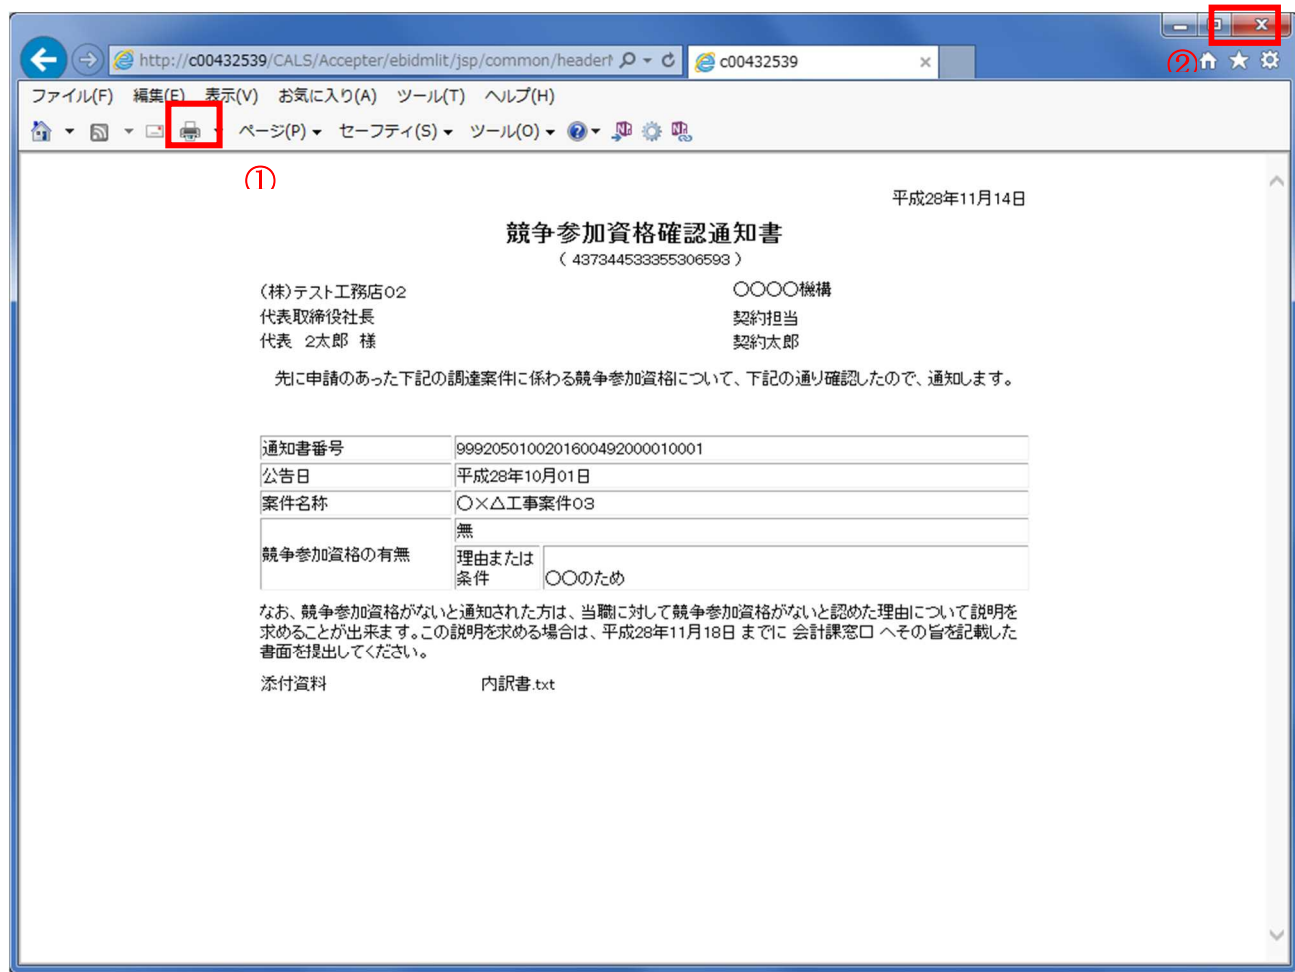 ②
http://c00432539/CALS/Accepter/ebidmlit/jsp/common/header
c00432539
ファイル(F) 編集(E) 表示(V) お気に入り(A) ツール(T) ヘルプ(H)
ページ(P) セーフティ(S) ツール(O)
①
平成28年11月14日
競争参加資格確認通知書
( 437344533355306593 )
(株)テスト工務店02 〇〇〇〇機構
代表取締役社長 契約担当
代表 2太郎 様 契約太郎
先に申請のあった下記の調達案件に係わる競争参加資格について、下記の通り確認したので、通知します。
通知書番号 9992050100201600492000010001
公告日 平成28年10月01日
案件名称 〇×△工事案件03
競争参加資格の有無 無
理由または条件 〇〇のため
なお、競争参加資格がないと通知された方は、当職に対して競争参加資格がないと認めた理由について説明を
求めることが出来ます。この説明を求める場合は、平成28年11月18日 までに 会計課窓口 へその旨を記載した
書面を提出してください。
添付資料 内訳書.txt